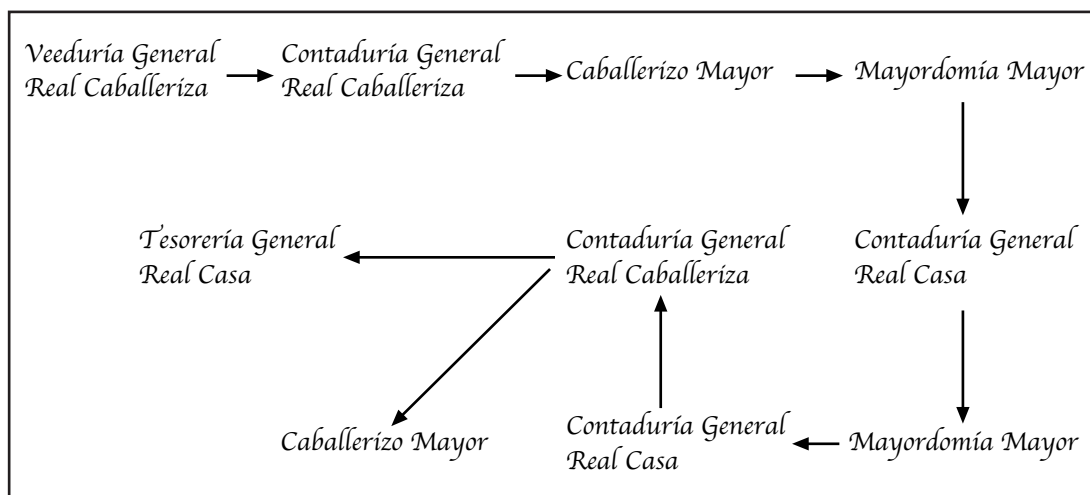 Veeduría General
Real Caballeriza
Contaduría General
Real Caballeriza
Caballerizo Mayor
Mayordomía Mayor
Tesorería General
Real Casa
Contaduría General
Real Caballeriza
Contaduría General
Real Casa
Caballerizo Mayor
Contaduría General
Real Casa
Mayordomía Mayor